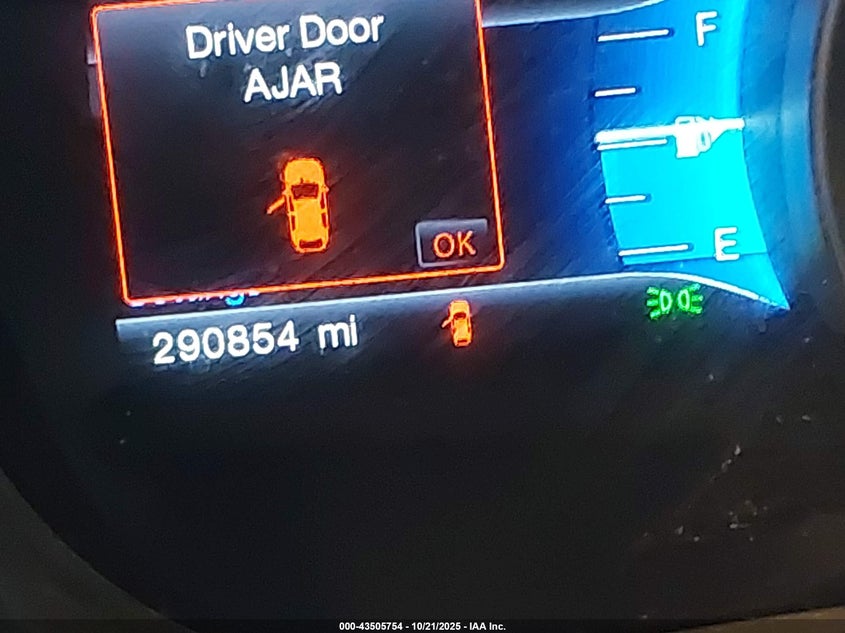 Driver Door
AJAR
OK
F
E
290854 mi
000-43505754 - 10/21/2025 - IAA Inc.